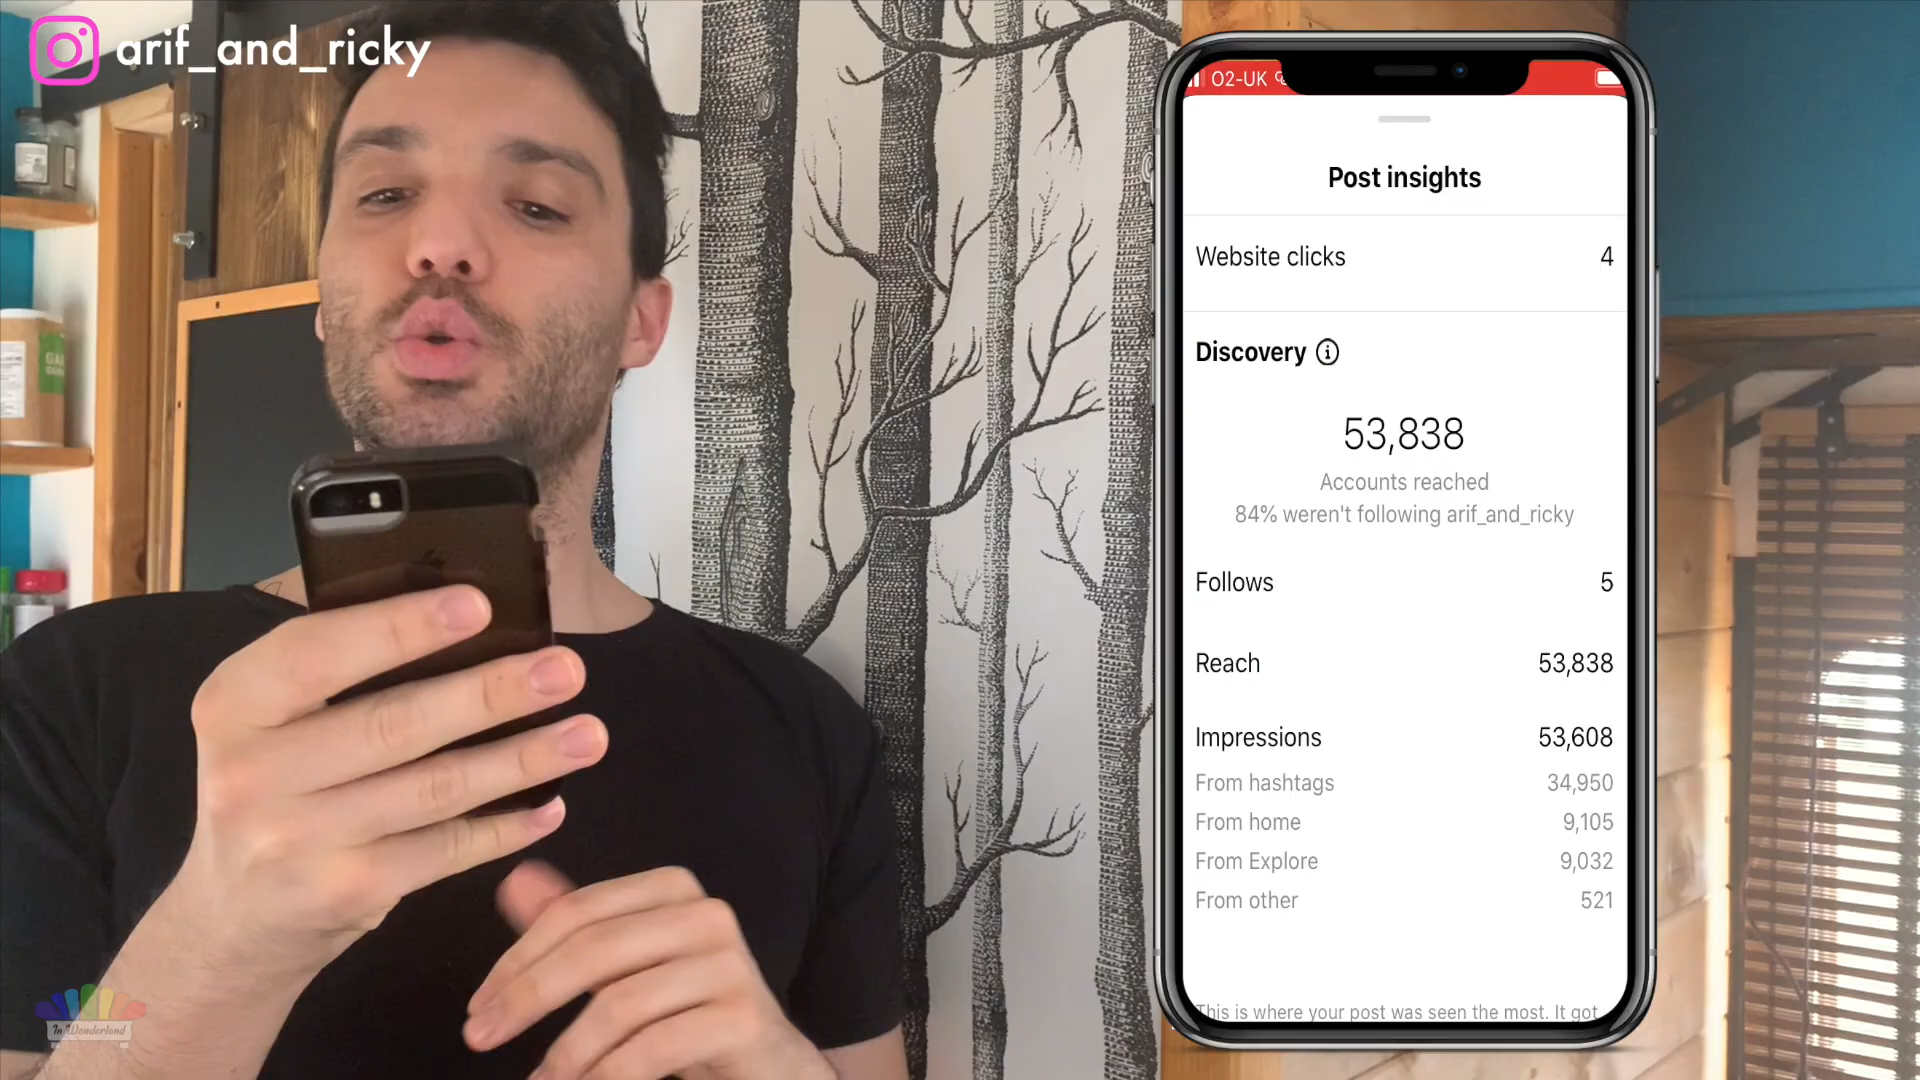 arif_and_ricky
O2-UK
Post insights
Website clicks 4
Discovery
53,838
Accounts reached
84% weren't following arif_and_ricky
Follows 5
Reach 53,838
Impressions 53,608
From hashtags 34,950
From home 9,105
From Explore 9,032
From other 521
This is where your post was seen the most. It got
In Wonderland